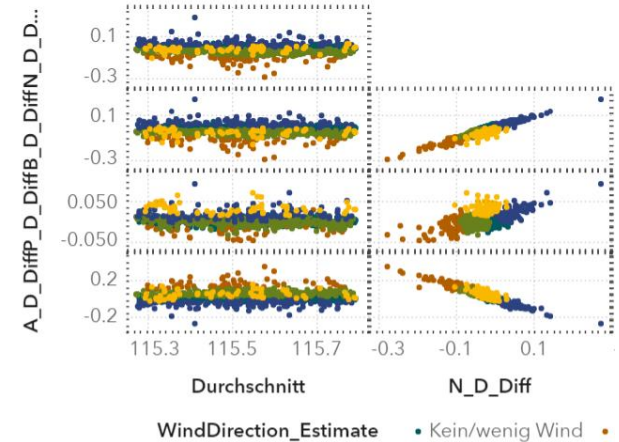 A_D_DiffP_D_DiffB_D_DiffN_D_D...
0.1
-0.3
0.1
-0.3
0.050
-0.050
0.2
-0.2
115.3 115.5 115.7 -0.3 -0.1 0.1
Durchschnitt N_D_Diff
WindDirection_Estimate Kein/wenig Wind